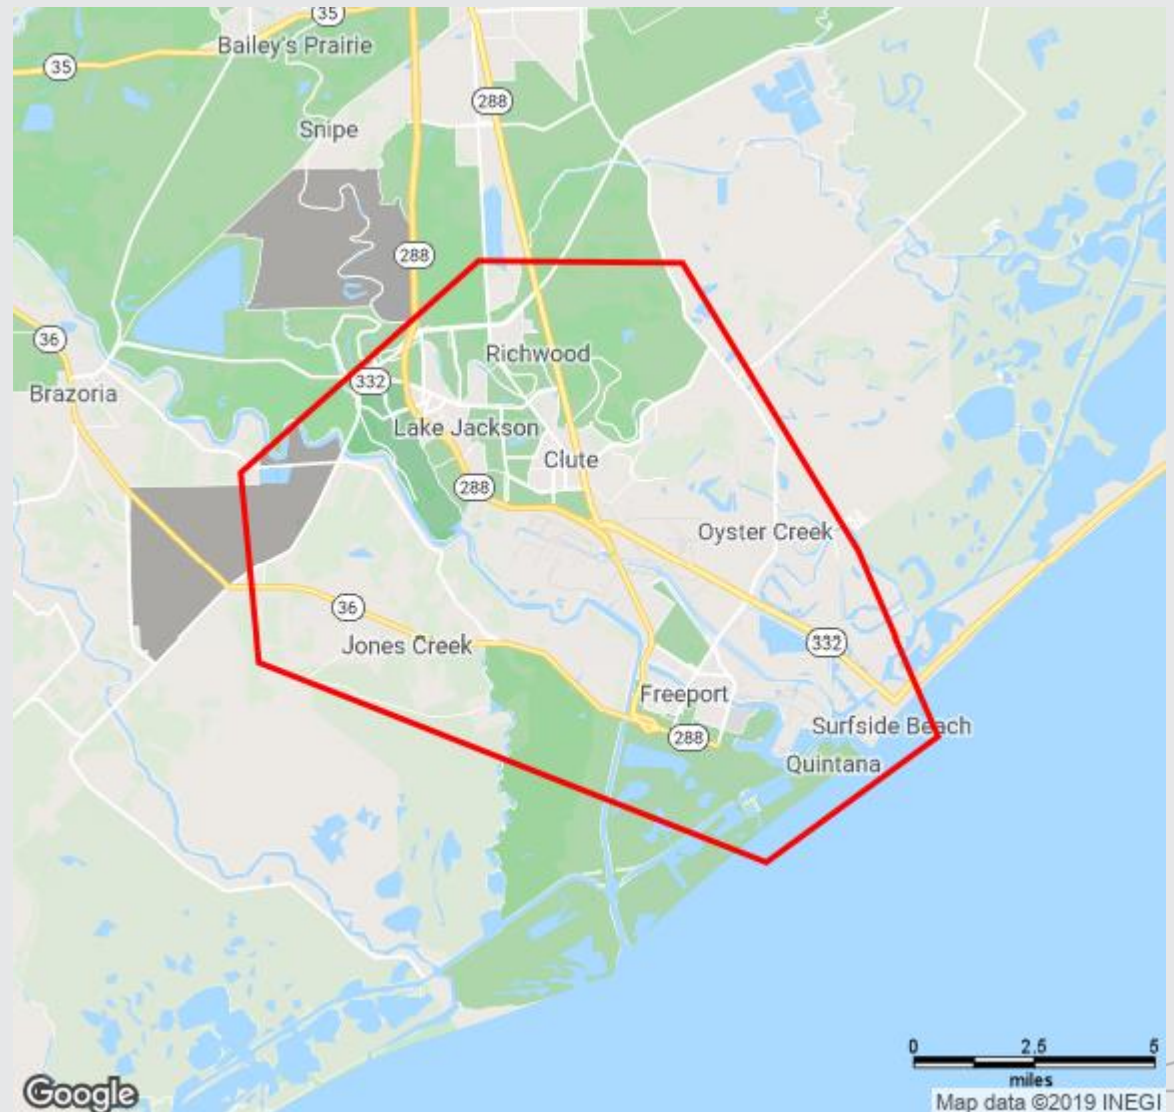 35
35
Bailey's Prairie
288
Snipe
288
36
Richwood
332
Brazoria
Lake Jackson
Clute
288
Oyster Creek
36
332
Jones Creek
Freeport
Surfside Beach
288
Quintana
0 2.5 5
miles
Google
Map data ©2019 INEGI